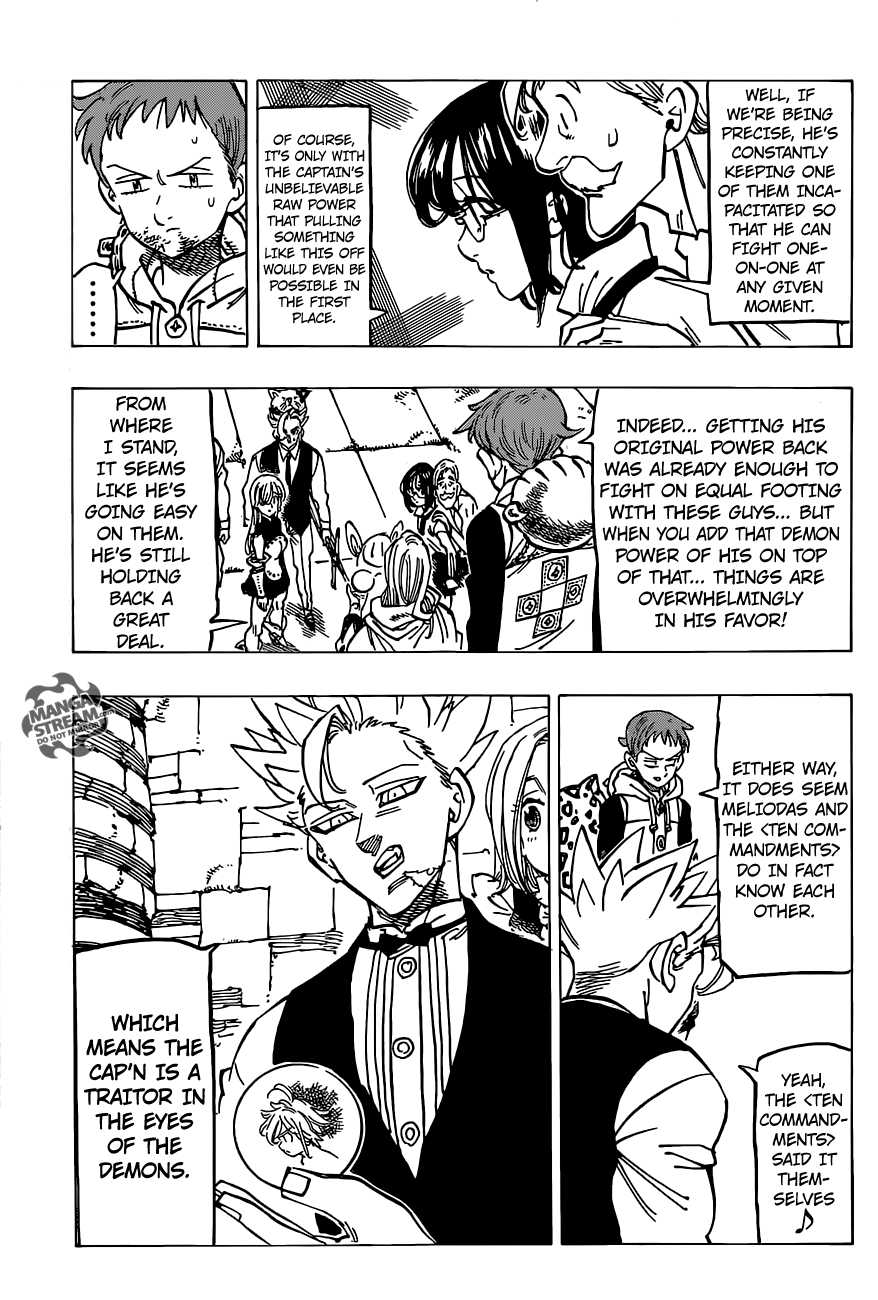 WELL, IF
WE'RE BEING
PRECISE, HE'S
CONSTANTLY
KEEPING ONE
OF THEM INCA-
PACITATED SO
THAT HE CAN
FIGHT ONE-
ON-ONE AT
ANY GIVEN
MOMENT.
OF COURSE,
IT'S ONLY WITH
THE CAPTAIN'S
UNBELIEVABLE
RAW POWER
THAT PULLING
SOMETHING
LIKE THIS OFF
WOULD EVEN BE
POSSIBLE IN
THE FIRST
PLACE.
......
INDEED... GETTING HIS
ORIGINAL POWER BACK
WAS ALREADY ENOUGH TO
FIGHT ON EQUAL FOOTING
WITH THESE GUYS... BUT
WHEN YOU ADD THAT DEMON
POWER OF HIS ON TOP
OF THAT... THINGS ARE
OVERWHELMINGLY
IN HIS FAVOR!
FROM
WHERE
I STAND,
IT SEEMS
LIKE HE'S
GOING EASY
ON THEM.
HE'S STILL
HOLDING
BACK A
GREAT
DEAL.
EITHER WAY,
IT DOES SEEM
MELIODAS AND
THE <TEN COM-
MANDMENTS>
DO IN FACT
KNOW EACH
OTHER.
YEAH,
THE <TEN
COMMAND-
MENTS>
SAID IT
THEM-
SELVES
♪
WHICH
MEANS THE
CAP'N IS A
TRAITOR IN
THE EYES
OF THE
DEMONS.
MANGA
STREAM.COM
DO NOT MIRROR